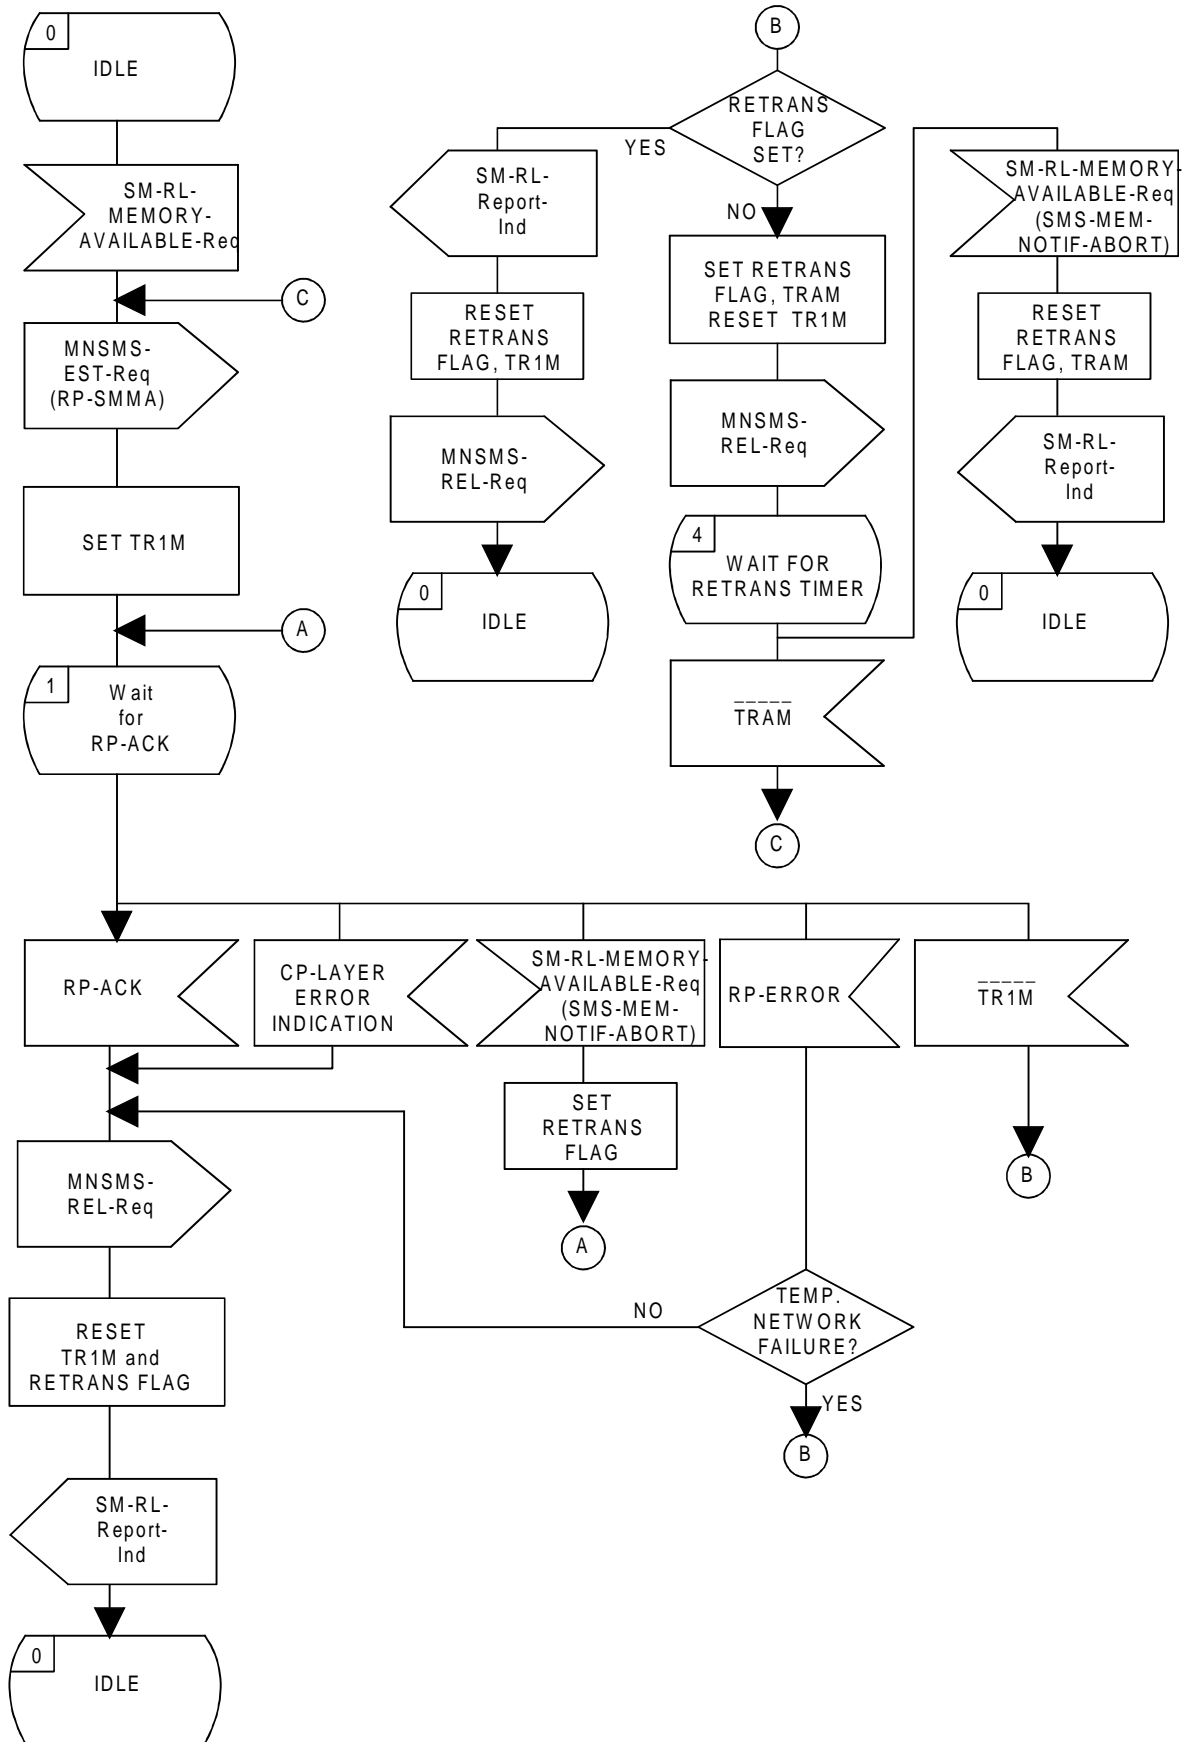 0
IDLE
SM-RL-
MEMORY-
AVAILABLE-Req
C
MNSMS-
EST-Req
(RP-SMMA)
SET TR1M
A
1
Wait
for
RP-ACK
B
RETRANS
FLAG
SET?
YES
NO
SM-RL-
Report-
Ind
RESET
RETRANS
FLAG, TR1M
MNSMS-
REL-Req
0
IDLE
SET RETRANS
FLAG, TRAM
RESET TR1M
MNSMS-
REL-Req
4
WAIT FOR
RETRANS TIMER
TRAM
C
SM-RL-MEMORY-
AVAILABLE-Req
(SMS-MEM-
NOTIF-ABORT)
RESET
RETRANS
FLAG, TRAM
SM-RL-
Report-
Ind
0
IDLE
RP-ACK
CP-LAYER
ERROR
INDICATION
SM-RL-MEMORY-
AVAILABLE-Req
(SMS-MEM-
NOTIF-ABORT)
RP-ERROR
TR1M
SET
RETRANS
FLAG
A
B
MNSMS-
REL-Req
NO
TEMP.
NETWORK
FAILURE?
YES
B
RESET
TR1M and
RETRANS FLAG
SM-RL-
Report-
Ind
0
IDLE